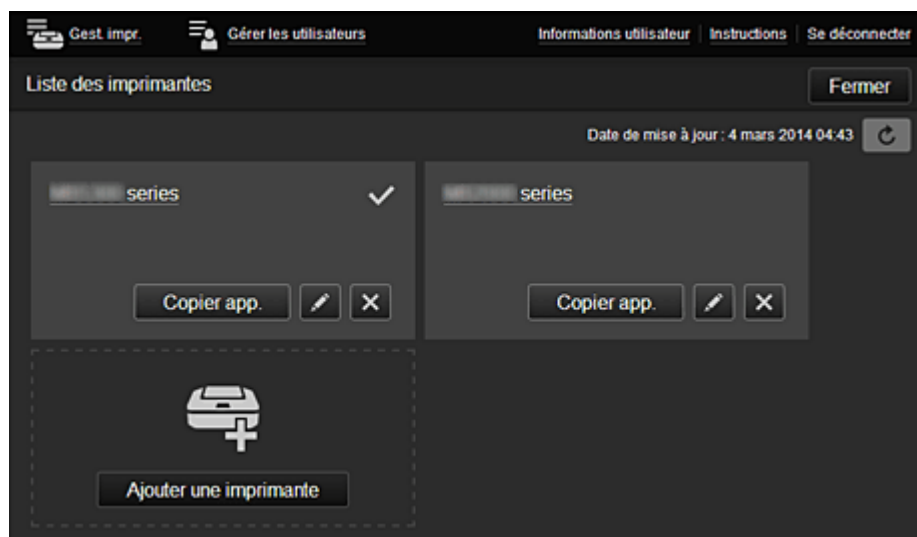 Gest. impr. Gérer les utilisateurs Informations utilisateur Instructions Se déconnecter
Liste des imprimantes Fermer
Date de mise à jour : 4 mars 2014 04:43
series series
Copier app. Copier app.
Ajouter une imprimante